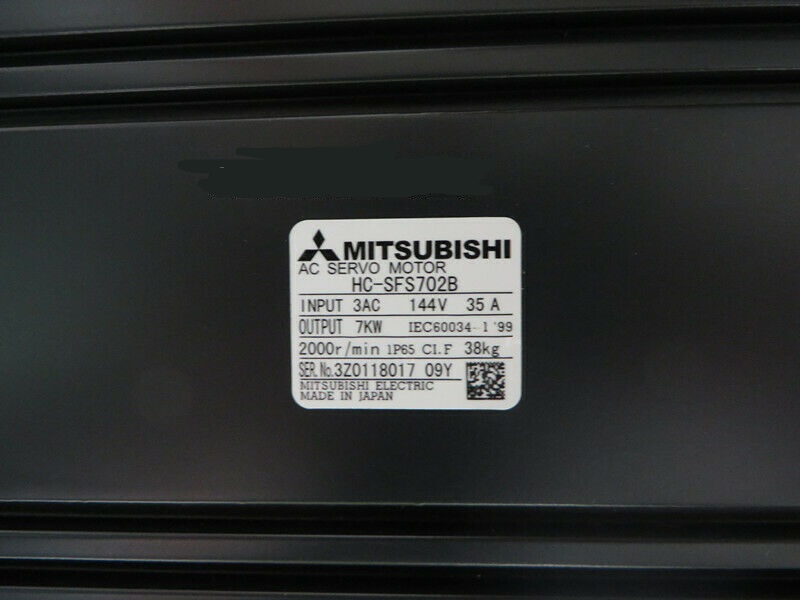 MITSUBISHI
AC SERVO MOTOR
HC-SFS702B
INPUT 3AC 144V 35 A
OUTPUT 7KW IEC60034-1 '99
2000r/min IP65 CI.F 38kg
SER.No.3Z0118017 09Y
MITSUBISHI ELECTRIC
MADE IN JAPAN